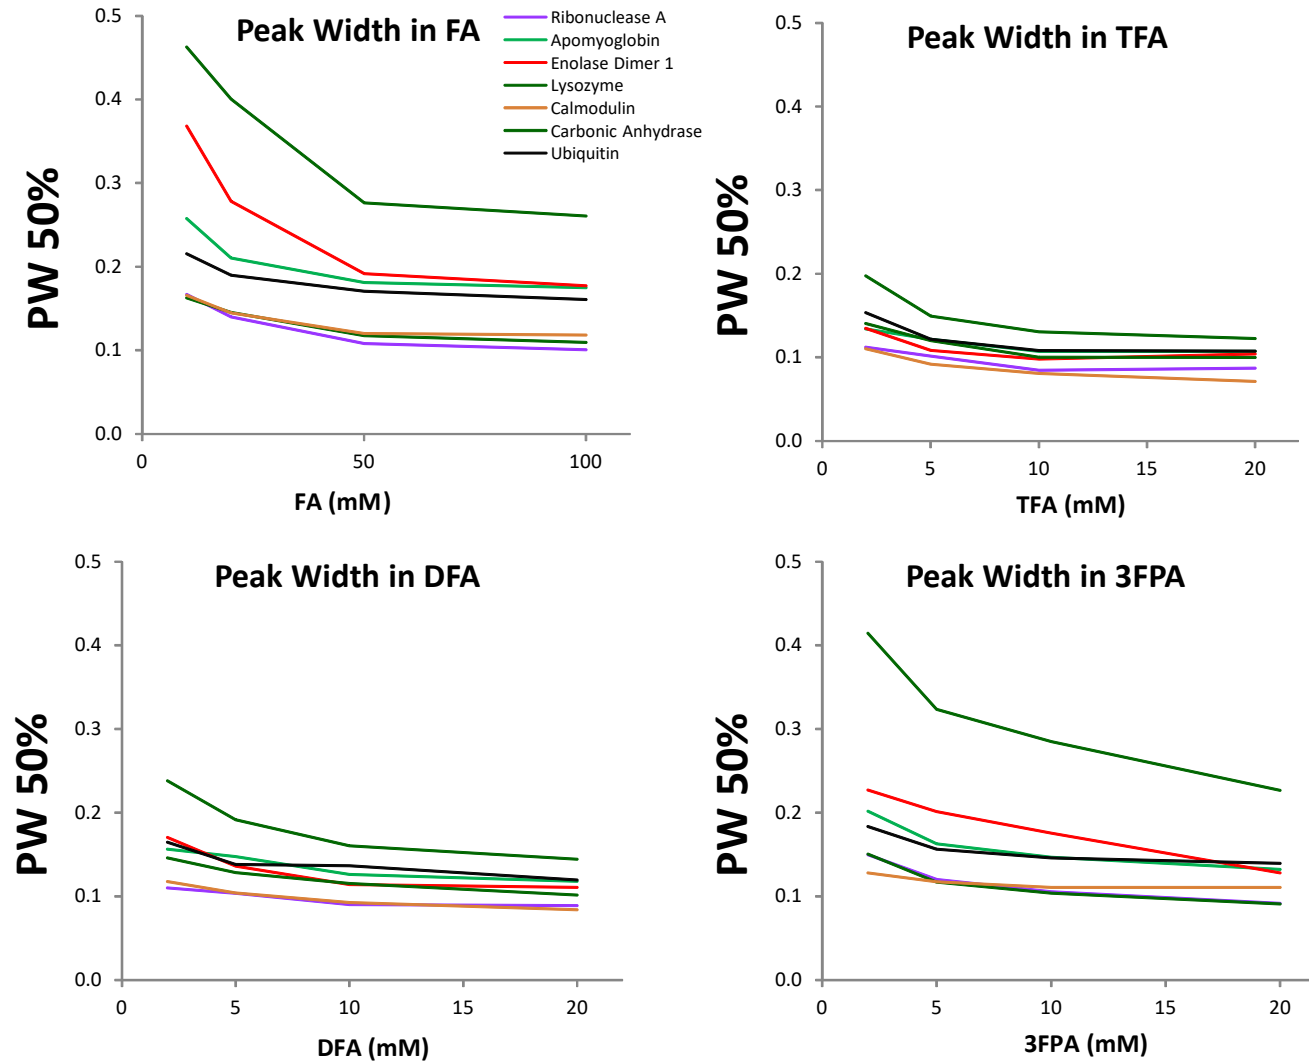 Peak Width in FA
Ribonuclease A
Apomyoglobin
Enolase Dimer 1
Lysozyme
Calmodulin
Carbonic Anhydrase
Ubiquitin
PW 50%
0.5
0.4
0.3
0.2
0.1
0.0
0 50 100
FA (mM)
Peak Width in TFA
PW 50%
0.5
0.4
0.3
0.2
0.1
0.0
0 5 10 15 20
TFA (mM)
Peak Width in DFA
PW 50%
0.5
0.4
0.3
0.2
0.1
0.0
0 5 10 15 20
DFA (mM)
Peak Width in 3FPA
PW 50%
0.5
0.4
0.3
0.2
0.1
0.0
0 5 10 15 20
3FPA (mM)